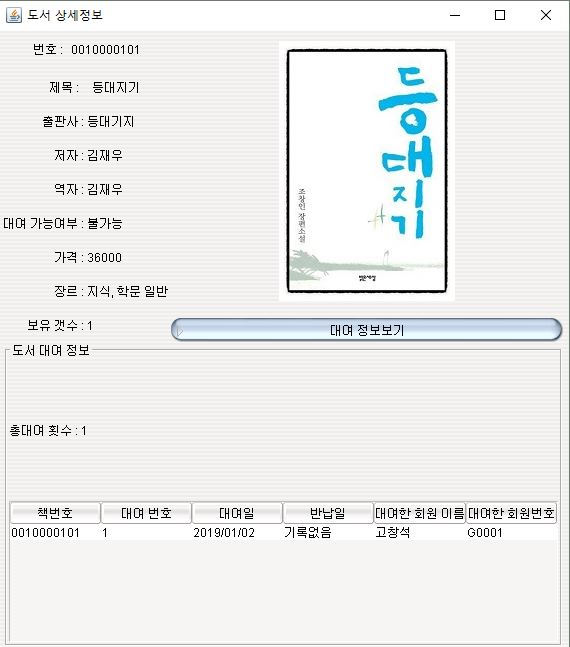 도서 상세정보
번호 : 0010000101
제목 : 등대지기
출판사 : 등대기지
저자 : 김재우
역자 : 김재우
대여 가능여부 : 불가능
가격 : 36000
장르 : 지식, 학문 일반
보유 갯수 : 1
등대지기
조창인 장편소설
밝은세상
대여 정보보기
도서 대여 정보
총대여 횟수 : 1
책번호 대여 번호 대여일 반납일 대여한 회원 이름 대여한 회원번호
0010000101 1 2019/01/02 기록없음 고창석 G0001